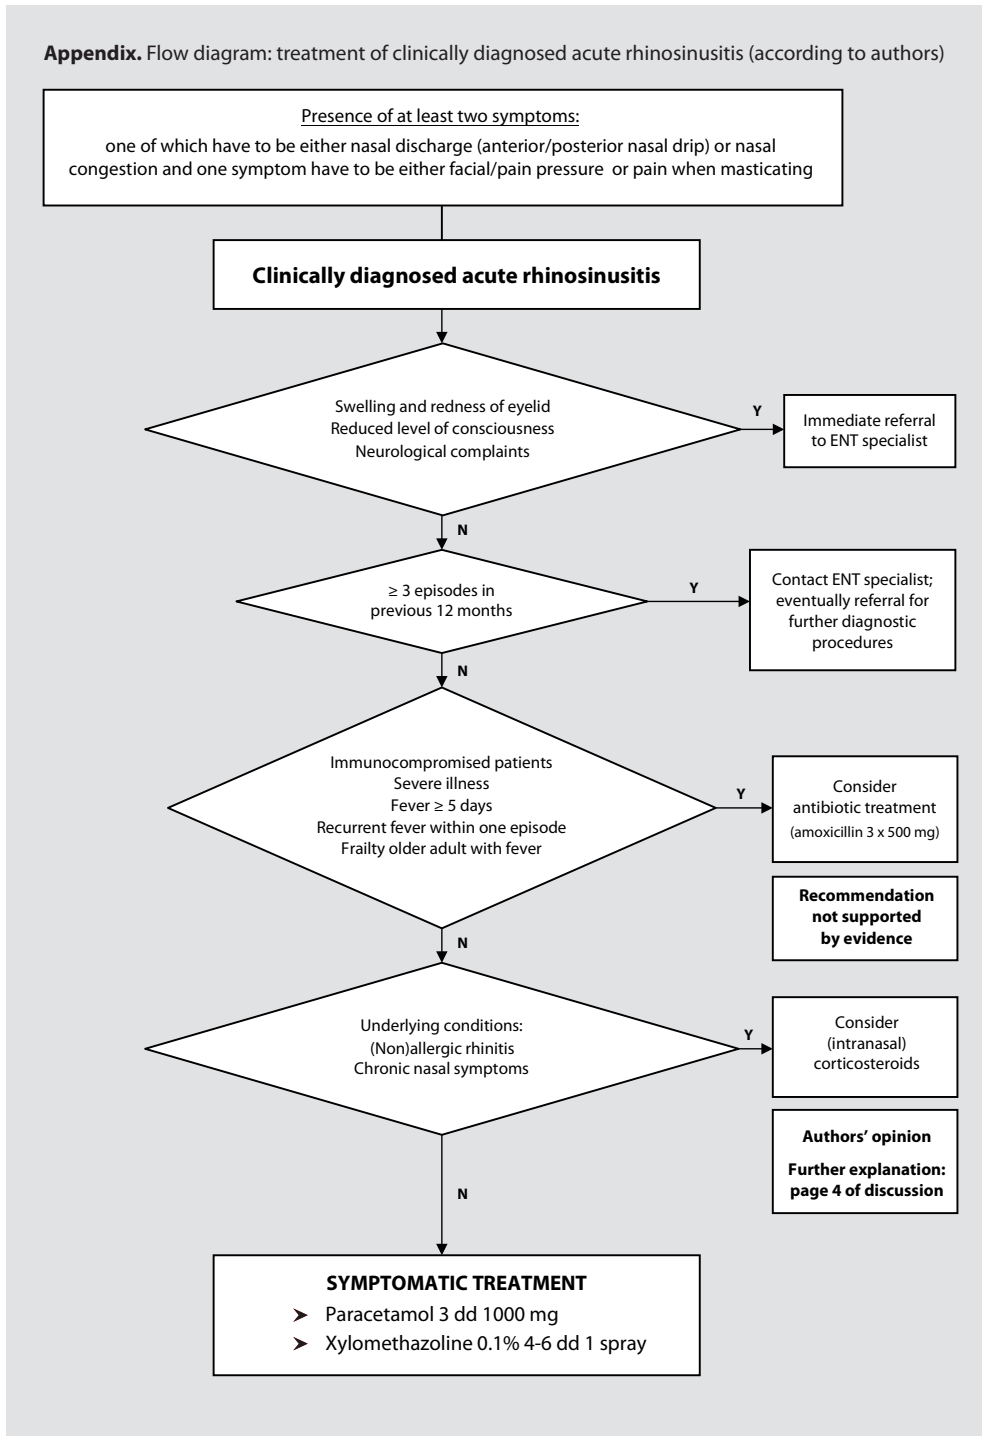 Appendix. Flow diagram: treatment of clinically diagnosed acute rhinosinusitis (according to authors)
Presence of at least two symptoms:
one of which have to be either nasal discharge (anterior/posterior nasal drip) or nasal
congestion and one symptom have to be either facial/pain pressure or pain when masticating
Clinically diagnosed acute rhinosinusitis
Swelling and redness of eyelid
Reduced level of consciousness
Neurological complaints
Y
Immediate referral
to ENT specialist
N
≥ 3 episodes in
previous 12 months
Y
Contact ENT specialist;
eventually referral for
further diagnostic
procedures
N
Immunocompromised patients
Severe illness
Fever ≥ 5 days
Recurrent fever within one episode
Frailty older adult with fever
Y
Consider
antibiotic treatment
(amoxicillin 3 x 500 mg)
Recommendation
not supported
by evidence
N
Underlying conditions:
(Non)allergic rhinitis
Chronic nasal symptoms
Y
Consider
(intranasal)
corticosteroids
Authors' opinion
Further explanation:
page 4 of discussion
N
SYMPTOMATIC TREATMENT
➤ Paracetamol 3 dd 1000 mg
➤ Xylomethazoline 0.1% 4-6 dd 1 spray